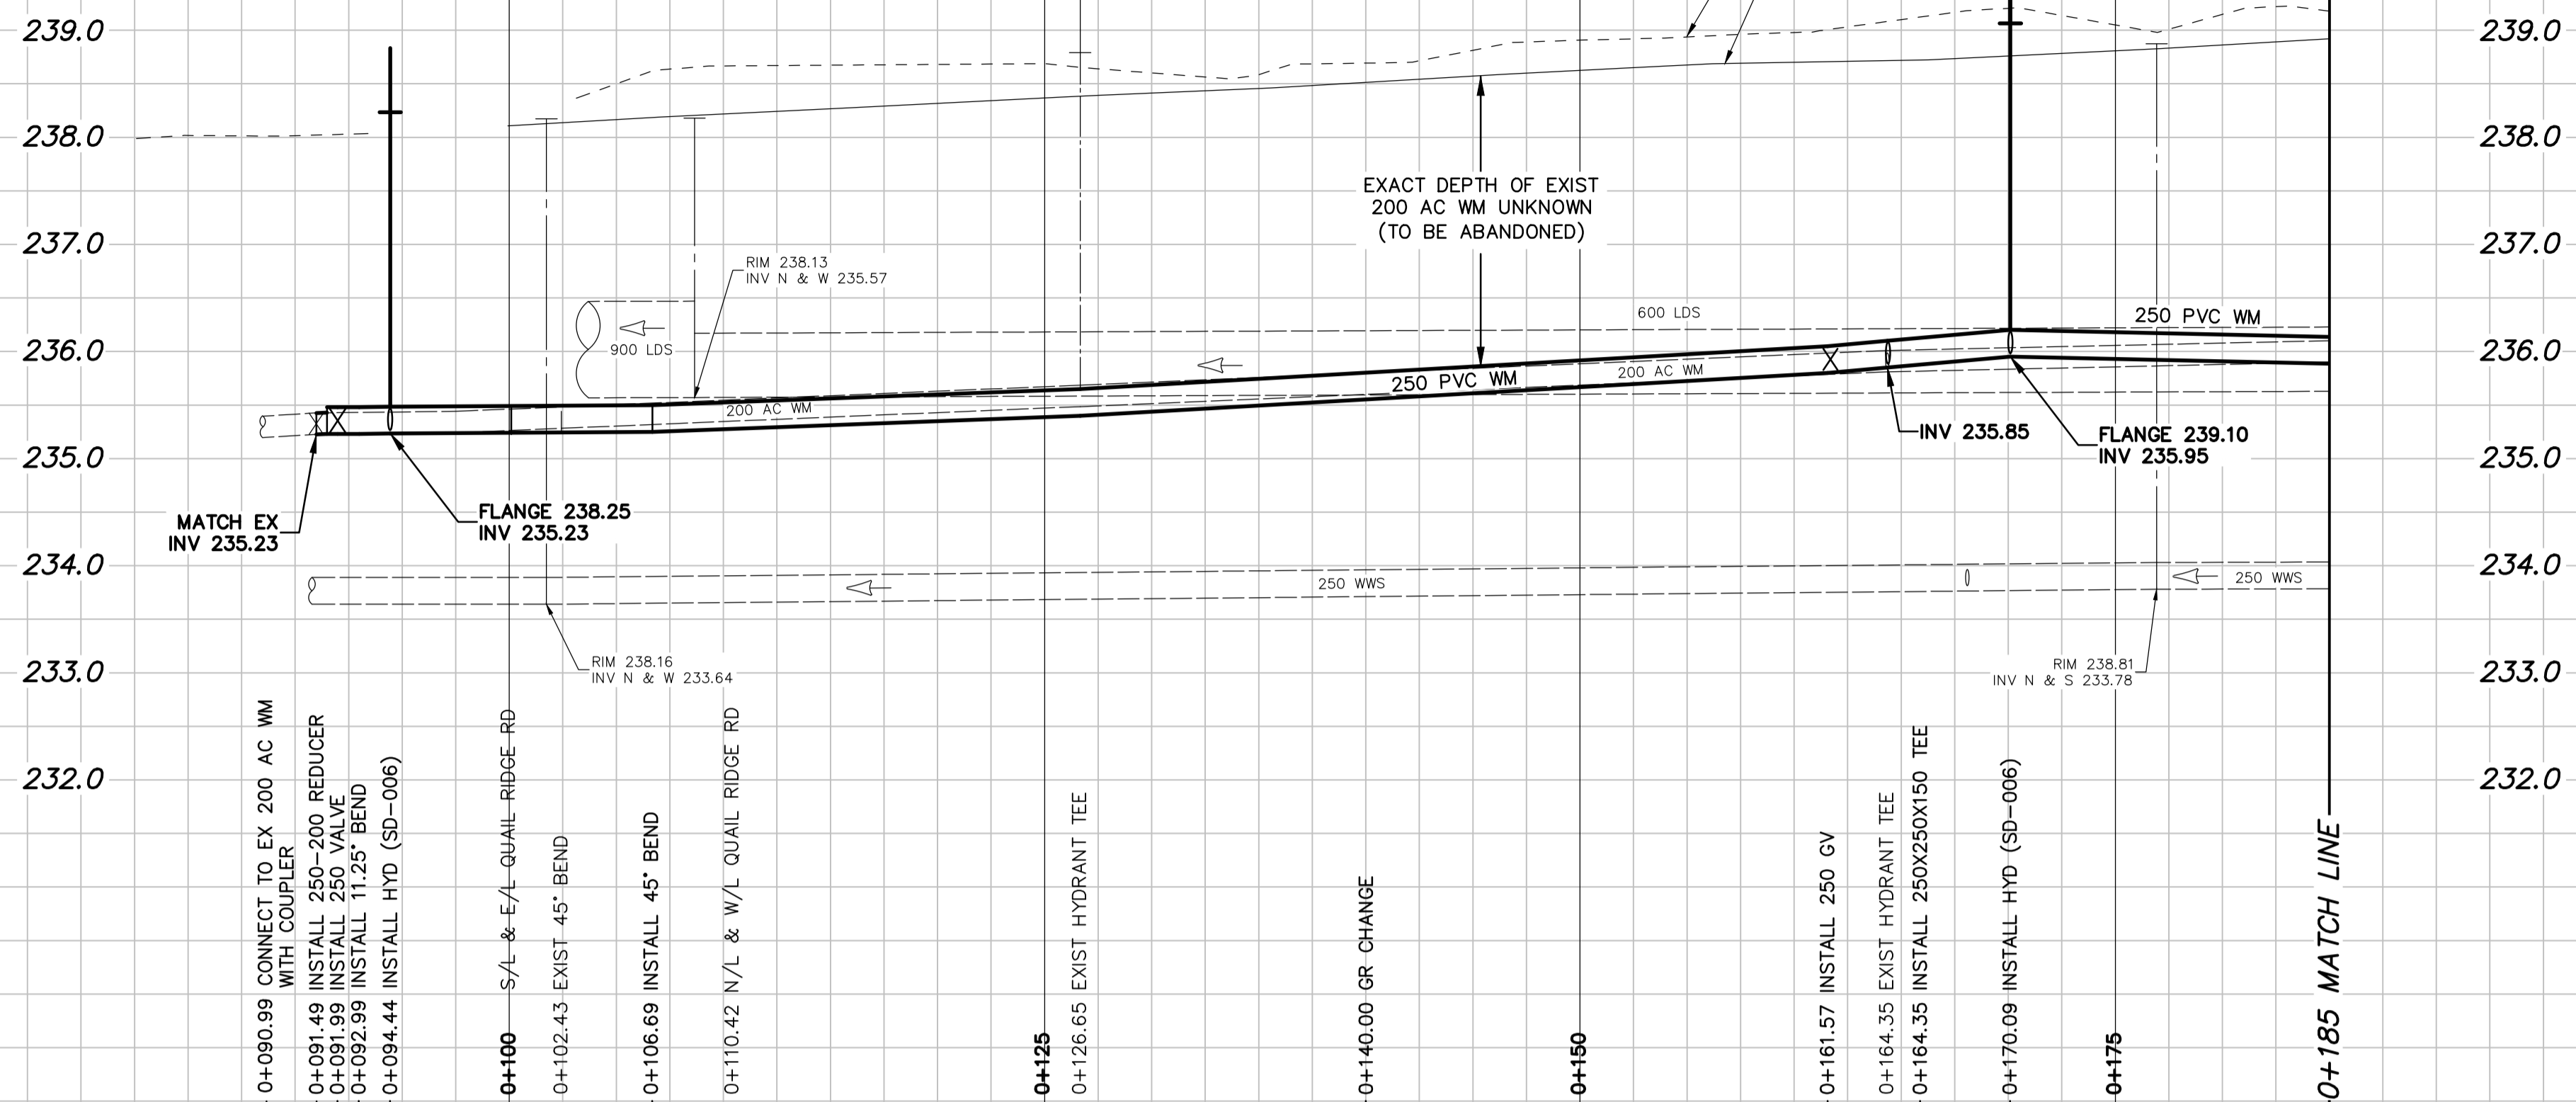 239.0
239.0
238.0
238.0
EXACT DEPTH OF EXIST
200 AC WM UNKNOWN
(TO BE ABANDONED)
237.0
237.0
RIM 238.13
INV N & W 235.57
600 LDS
250 PVC WM
236.0
900 LDS
236.0
250 PVC WM
200 AC WM
200 AC WM
INV 235.85
FLANGE 239.10
INV 235.95
235.0
235.0
MATCH EX
INV 235.23
FLANGE 238.25
INV 235.23
234.0
234.0
250 WWS
250 WWS
RIM 238.16
INV N & W 233.64
RIM 238.81
INV N & S 233.78
233.0
233.0
232.0
232.0
0+090.99 CONNECT TO EX 200 AC WM
WITH COUPLER
0+091.49 INSTALL 250-200 REDUCER
0+091.99 INSTALL 250 VALVE
0+092.99 INSTALL 11.25° BEND
0+094.44 INSTALL HYD (SD-006)
S/L & E/L QUAIL RIDGE RD
0+100
0+102.43 EXIST 45° BEND
0+106.69 INSTALL 45° BEND
0+110.42 N/L & W/L QUAIL RIDGE RD
0+125
0+126.65 EXIST HYDRANT TEE
0+140.00 GR CHANGE
0+150
0+161.57 INSTALL 250 GV
0+164.35 EXIST HYDRANT TEE
0+164.35 INSTALL 250X250X150 TEE
0+170.09 INSTALL HYD (SD-006)
0+175
0+185 MATCH LINE